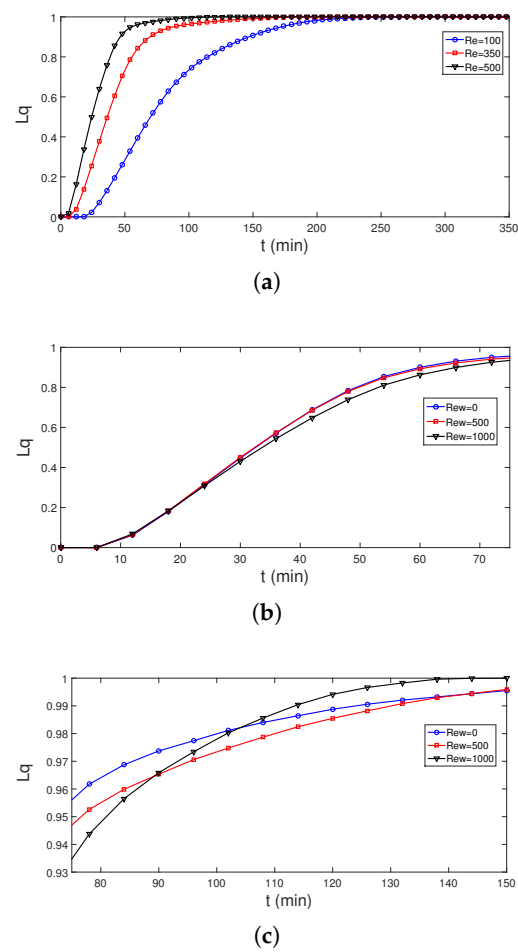 1
0.8
0.6
0.4
0.2
0
Lq
0 50 100 150 200 250 300 350
t (min)
Re=100
Re=350
Re=500
(a)
1
0.8
0.6
0.4
0.2
0
Lq
0 10 20 30 40 50 60 70
t (min)
Rew=0
Rew=500
Rew=1000
(b)
1
0.99
0.98
0.97
0.96
0.95
0.94
0.93
Lq
80 90 100 110 120 130 140 150
t (min)
Rew=0
Rew=500
Rew=1000
(c)